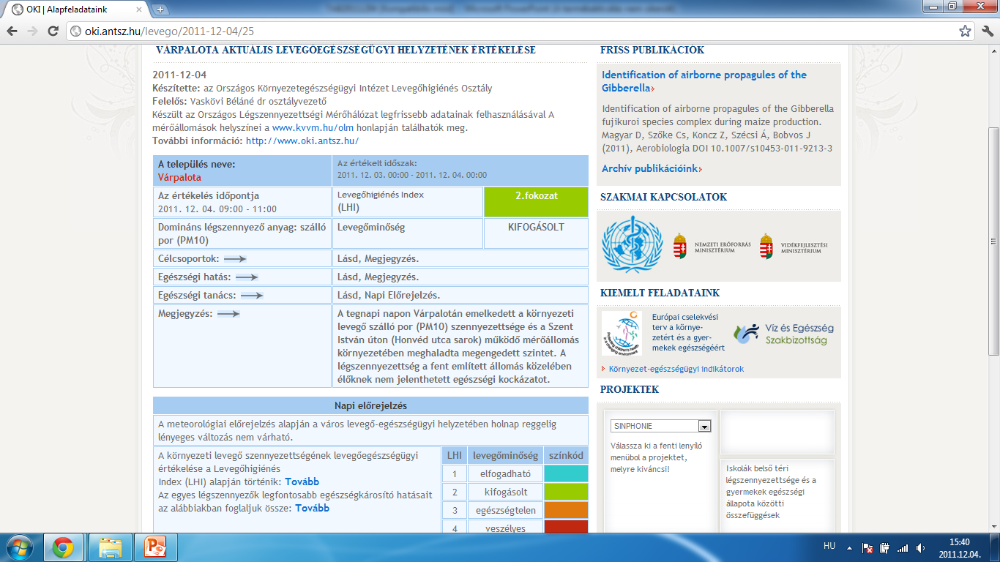 OKI | Alapfeladataink
oki.antsz.hu/levego/2011-12-04/25
VÁRPALOTA AKTUÁLIS LEVEGŐEGÉSZSÉGÜGYI HELYZETÉNEK ÉRTÉKELÉSE
2011-12-04
Készítette: az Országos Környezetegészségügyi Intézet Levegőhigiénés Osztály
Felelős: Vaskövi Béláné dr osztályvezető
Készült az Országos Légszennyezettségi Mérőhálózat legfrissebb adatainak felhasználásával A
mérőállomások helyszínei a www.kvvm.hu/olm honlapján találhatók meg.
További információ: http://www.oki.antsz.hu/
A település neve:
Várpalota
Az értékelt időszak:
2011. 12. 03. 00:00 - 2011. 12. 04. 00:00
Az értékelés időpontja
2011. 12. 04. 09:00 - 11:00
Levegőhigiénés Index
(LHI)
2.fokozat
Domináns légszennyező anyag: szálló
por (PM10)
Levegőminőség
KIFOGÁSOLT
Célcsoportok:
Lásd, Megjegyzés.
Egészségi hatás:
Lásd, Megjegyzés.
Egészségi tanács:
Lásd, Napi Előrejelzés.
Megjegyzés:
A tegnapi napon Várpalotán emelkedett a környezeti
levegő szálló por (PM10) szennyezettsége és a Szent
István úton (Honvéd utca sarok) működő mérőállomás
környezetében meghaladta megengedett szintet. A
légszennyezettség a fent említett állomás közelében
élőknek nem jelenthetett egészségi kockázatot.
Napi előrejelzés
A meteorológiai előrejelzés alapján a város levegő-egészségügyi helyzetében holnap reggelig
lényeges változás nem várható.
A környezeti levegő szennyezettségének levegőegészségügyi
értékelése a Levegőhigiénés
Index (LHI) alapján történik: Tovább
Az egyes légszennyezők legfontosabb egészségkárosító hatásait
az alábbiakban foglaljuk össze: Tovább
LHI levegőminőség színkód
1 elfogadható
2 kifogásolt
3 egészségtelen
4 veszélyes
FRISS PUBLIKÁCIÓK
Identification of airborne propagules of the
Gibberella
Identification of airborne propagules of the Gibberella
fujikuroi species complex during maize production.
Magyar D, Szőke Cs, Koncz Z, Szécsi Á, Bobvos J
(2011), Aerobiologia DOI 10.1007/s10453-011-9213-3
Archív publikációink
SZAKMAI KAPCSOLATOK
NEMZETI ERŐFORRÁS
MINISZTÉRIUM
VIDÉKFEJLESZTÉSI
MINISZTÉRIUM
KIEMELT FELADATAINK
Európai cselekvési
terv a környe-
zetért és a gyer-
mekek egészségéért
Víz és Egészség
Szakbizottság
Környezet-egészségügyi indikátorok
PROJEKTEK
SINPHONIE
Válassza ki a fenti lenyíló
menüből a projektet,
melyre kiváncsi!
Iskolák belső téri
légszennyezettsége és a
gyermekek egészségi
állapota közötti
összefüggések
HU
15:40
2011.12.04.